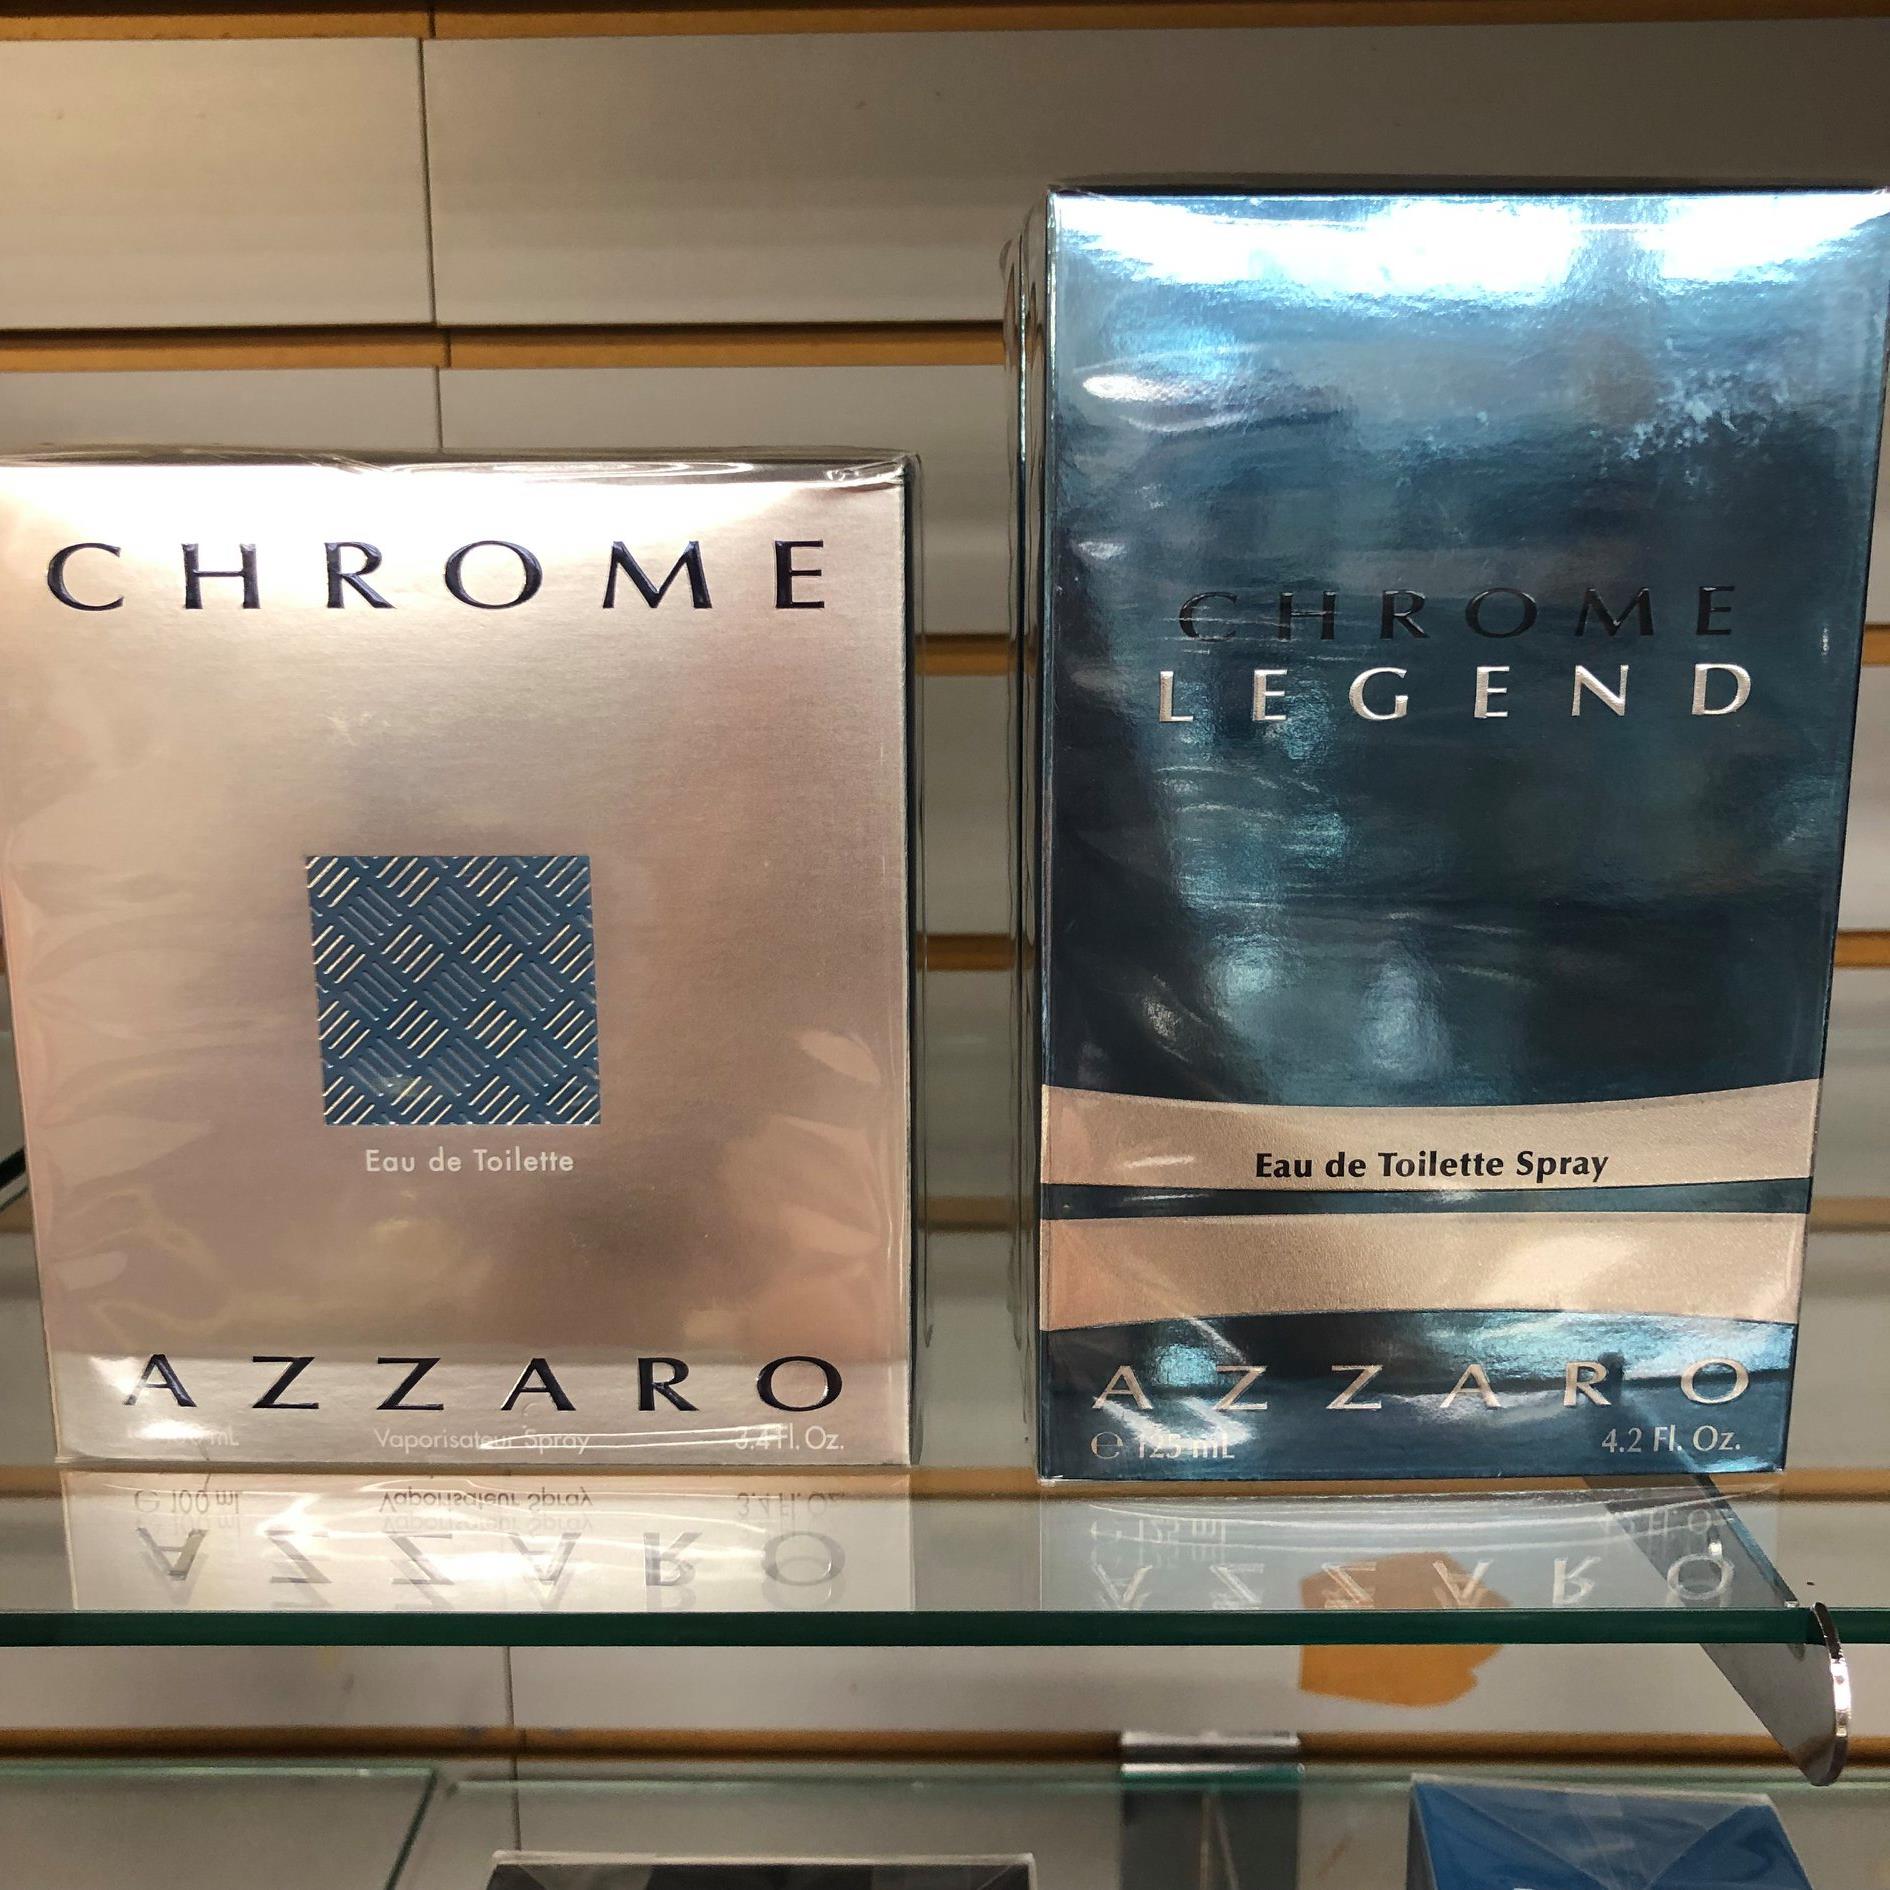 CHROME
Eau de Toilette
AZZARO
Vaporisateur Spray
3.4 Fl. Oz.
CHROME
LEGEND
Eau de Toilette Spray
AZZARO
℮ 125 mL
4.2 Fl. Oz.